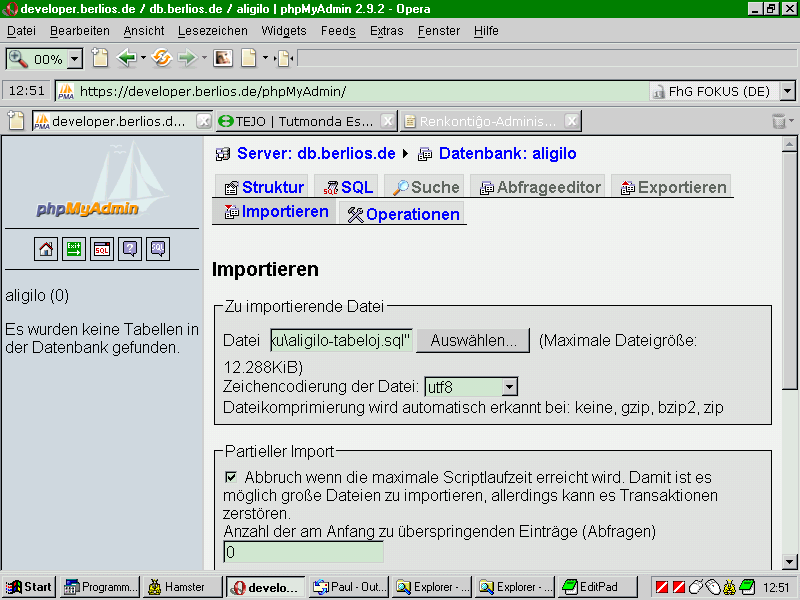 developer.berlios.de / db.berlios.de / aligilo | phpMyAdmin 2.9.2 - Opera
Datei Bearbeiten Ansicht Lesezeichen Widgets Feeds Extras Fenster Hilfe
00%
12:51 PMA https://developer.berlios.de/phpMyAdmin/ FhG FOKUS (DE)
PMA developer.berlios.d... TEJO | Tutmonda Es... Renkontiĝo-Adminis...
phpMyAdmin
Exit SQL ? SQL
aligilo (0)
Es wurden keine Tabellen in
der Datenbank gefunden.
Server: db.berlios.de Datenbank: aligilo
Struktur SQL Suche Abfrageeditor Exportieren
Importieren Operationen
Importieren
Zu importierende Datei
Datei ku\aligilo-tabeloj.sql" Auswählen... (Maximale Dateigröße:
12.288KiB)
Zeichencodierung der Datei: utf8
Dateikomprimierung wird automatisch erkannt bei: keine, gzip, bzip2, zip
Partieller Import
Abbruch wenn die maximale Scriptlaufzeit erreicht wird. Damit ist es
möglich große Dateien zu importieren, allerdings kann es Transaktionen
zerstören.
Anzahl der am Anfang zu überspringenden Einträge (Abfragen)
0
Start Programm... Hamster develo... Paul - Out... Explorer - ... Explorer - ... EditPad 12:51